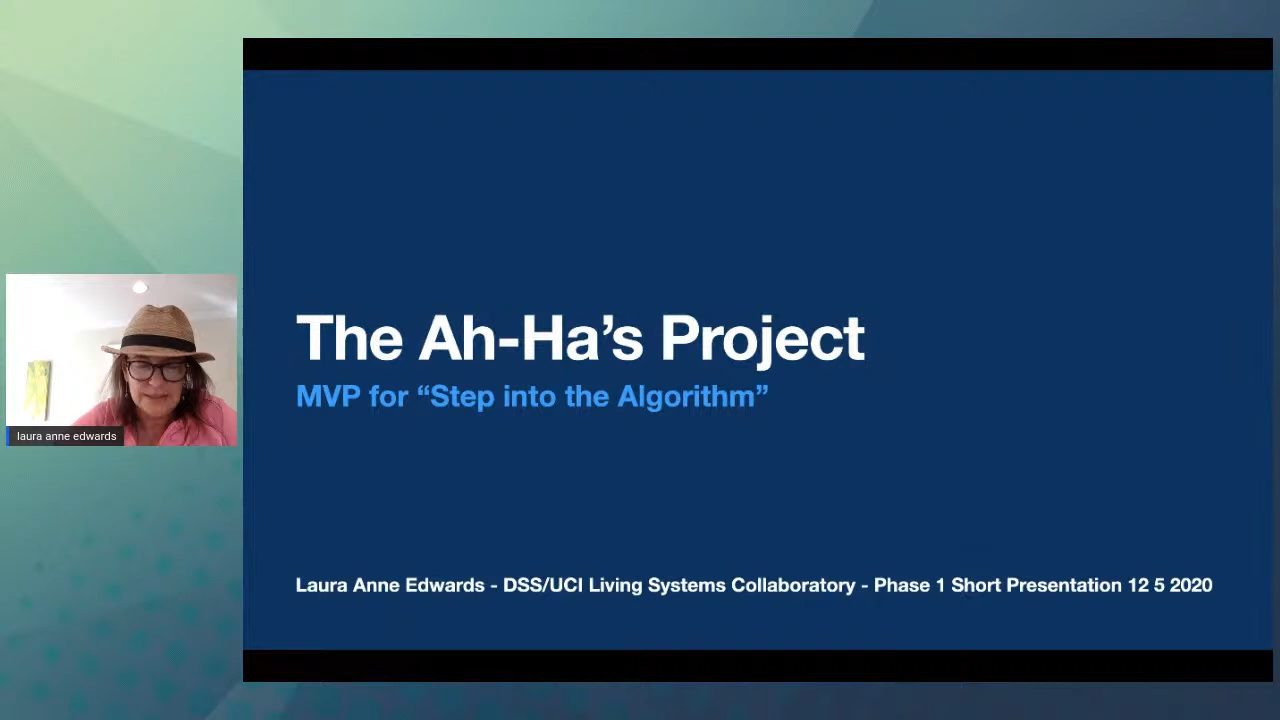 The Ah-Ha’s Project
MVP for “Step into the Algorithm”
laura anne edwards
Laura Anne Edwards - DSS/UCI Living Systems Collaboratory - Phase 1 Short Presentation 12 5 2020